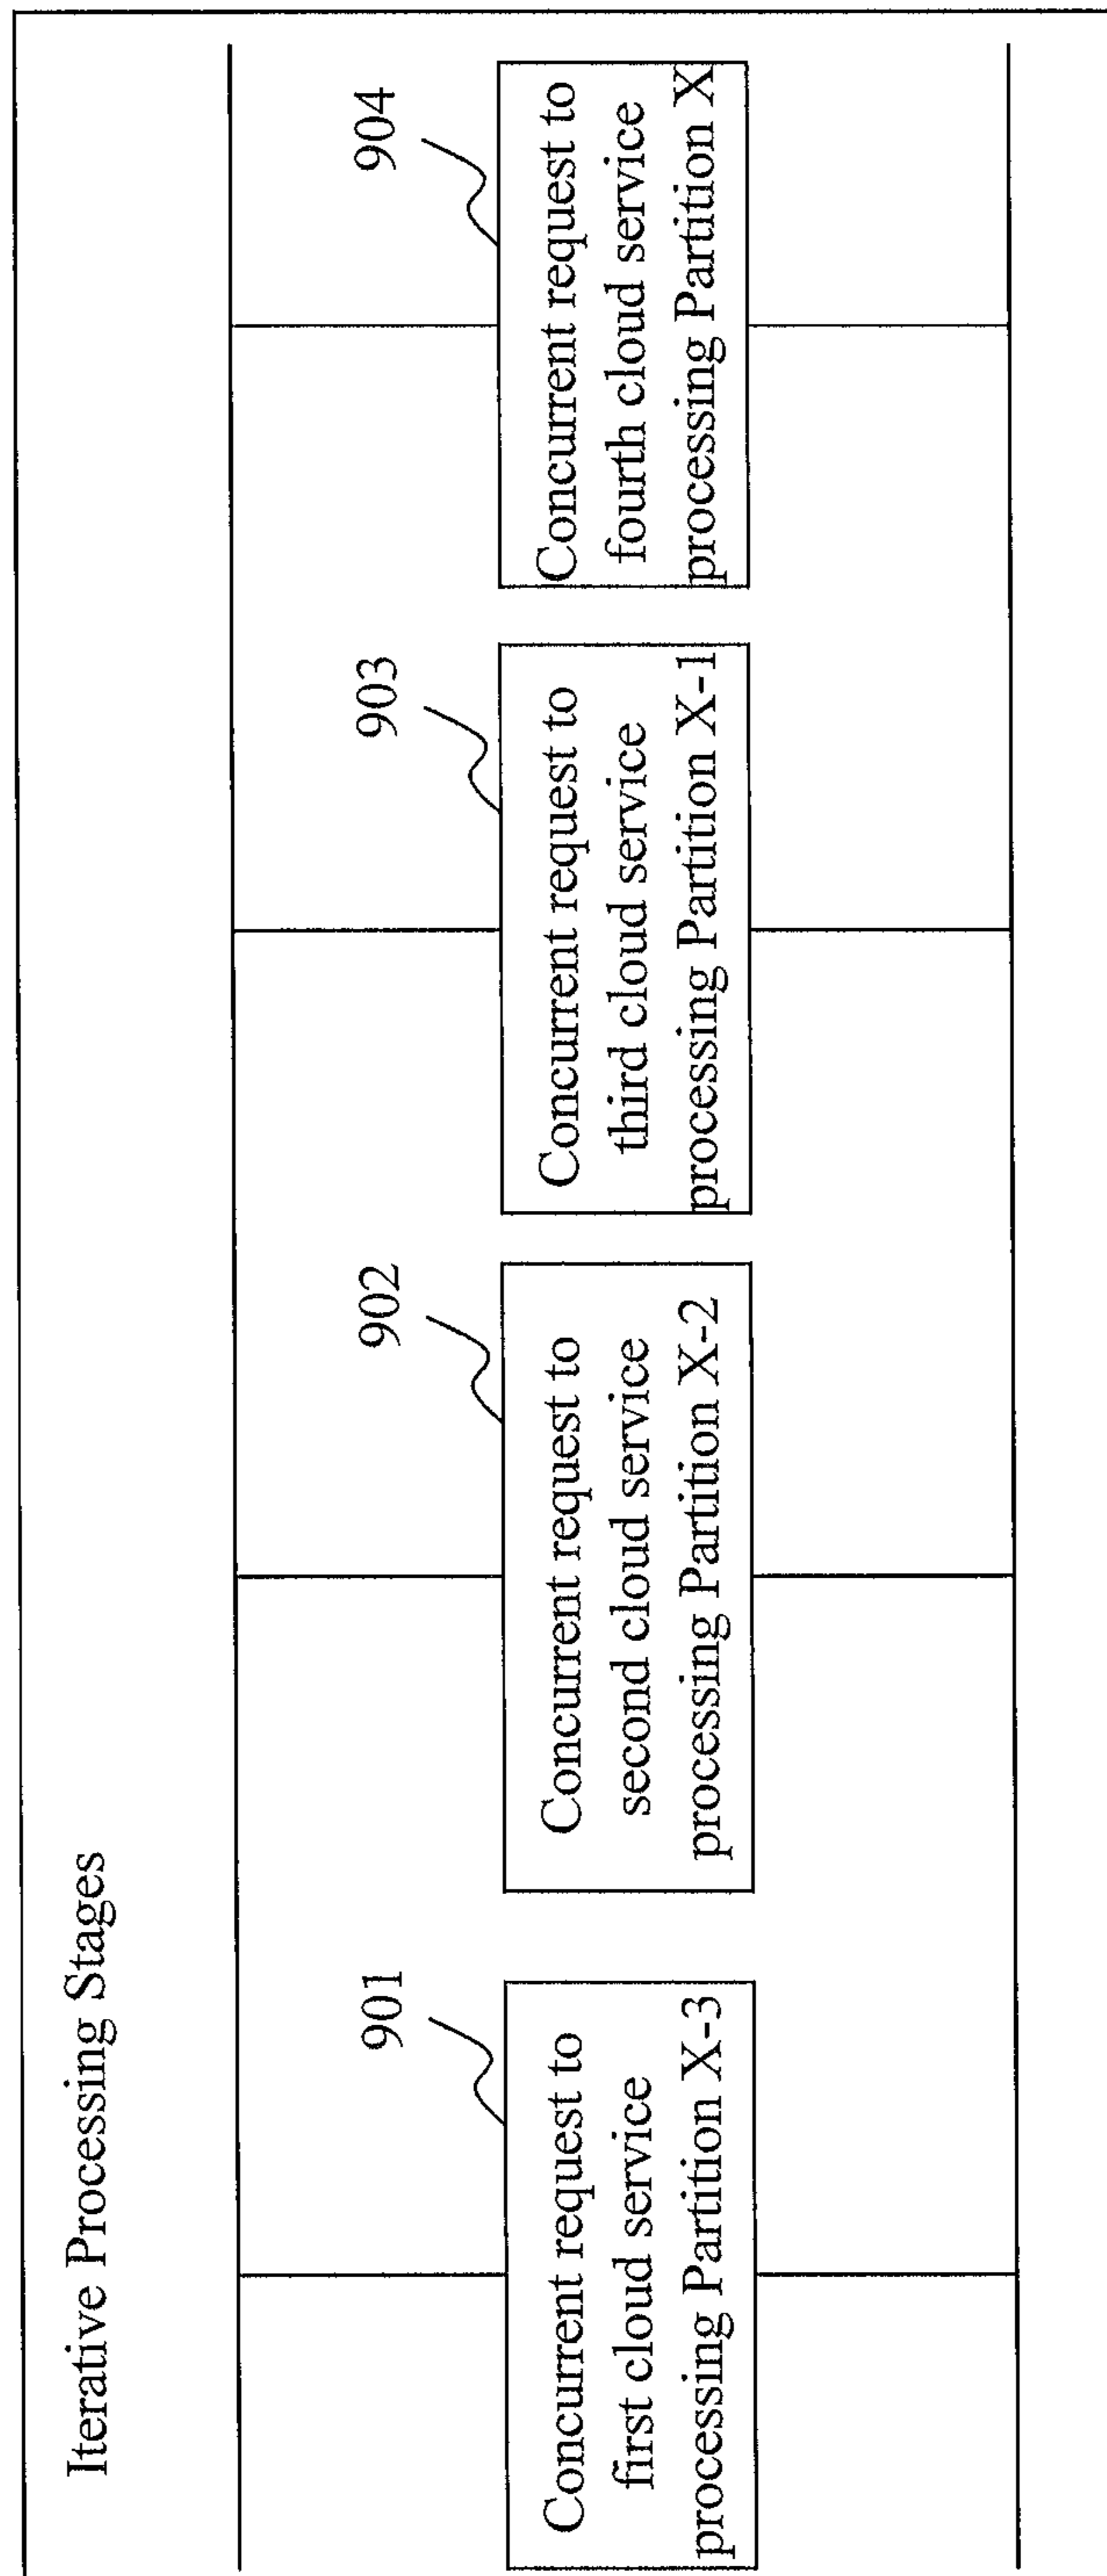 Iterative Processing Stages
901
Concurrent request to
first cloud service
processing Partition X-3
902
Concurrent request to
second cloud service
processing Partition X-2
903
Concurrent request to
third cloud service
processing Partition X-1
904
Concurrent request to
fourth cloud service
processing Partition X